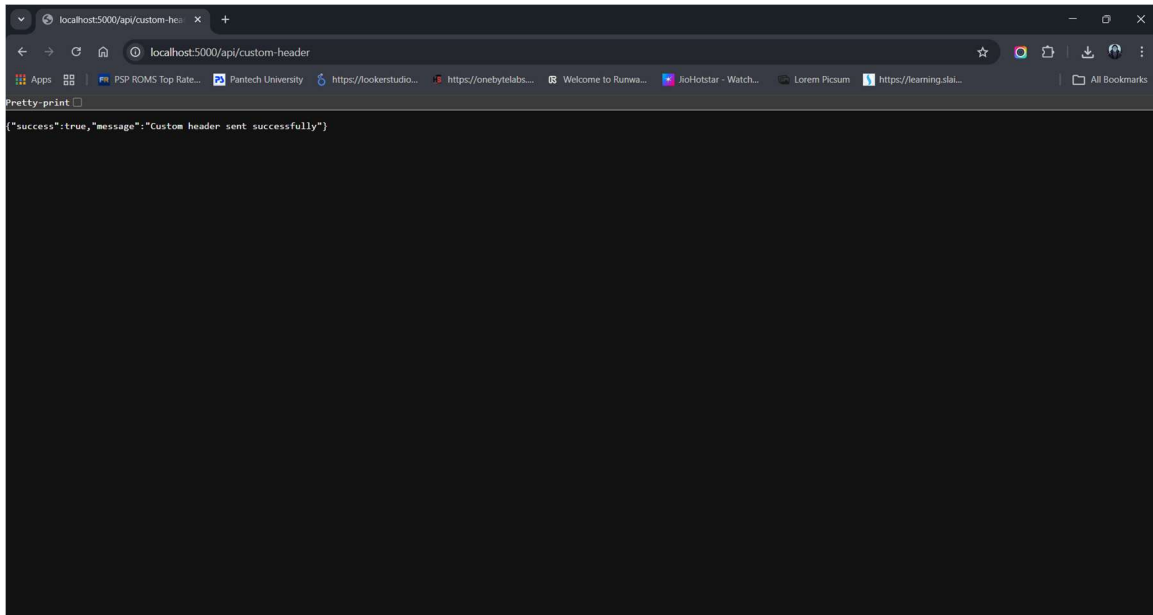 localhost:5000/api/custom-hea
localhost:5000/api/custom-header
Apps PSP ROMS Top Rate... Pantech University https://lookerstudio... https://onebytelabs.... Welcome to Runwa... JioHotstar - Watch... Lorem Picsum https://learning.slai... All Bookmarks
Pretty-print
{"success":true,"message":"Custom header sent successfully"}